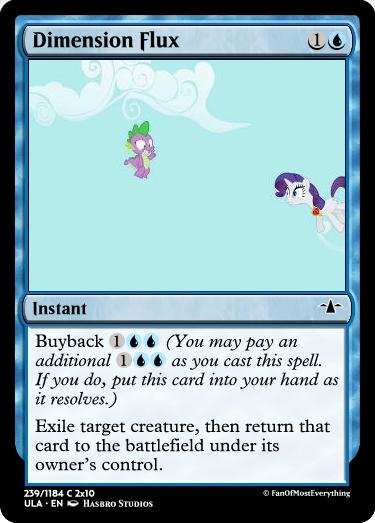 Dimension Flux 1
Instant
Buyback 1 (You may pay an
additional 1 as you cast this spell.
If you do, put this card into your hand as
it resolves.)
Exile target creature, then return that
card to the battlefield under its
owner's control.
239/1184 C 2x10
ULA • EN HASBRO STUDIOS
© FanOfMostEverything